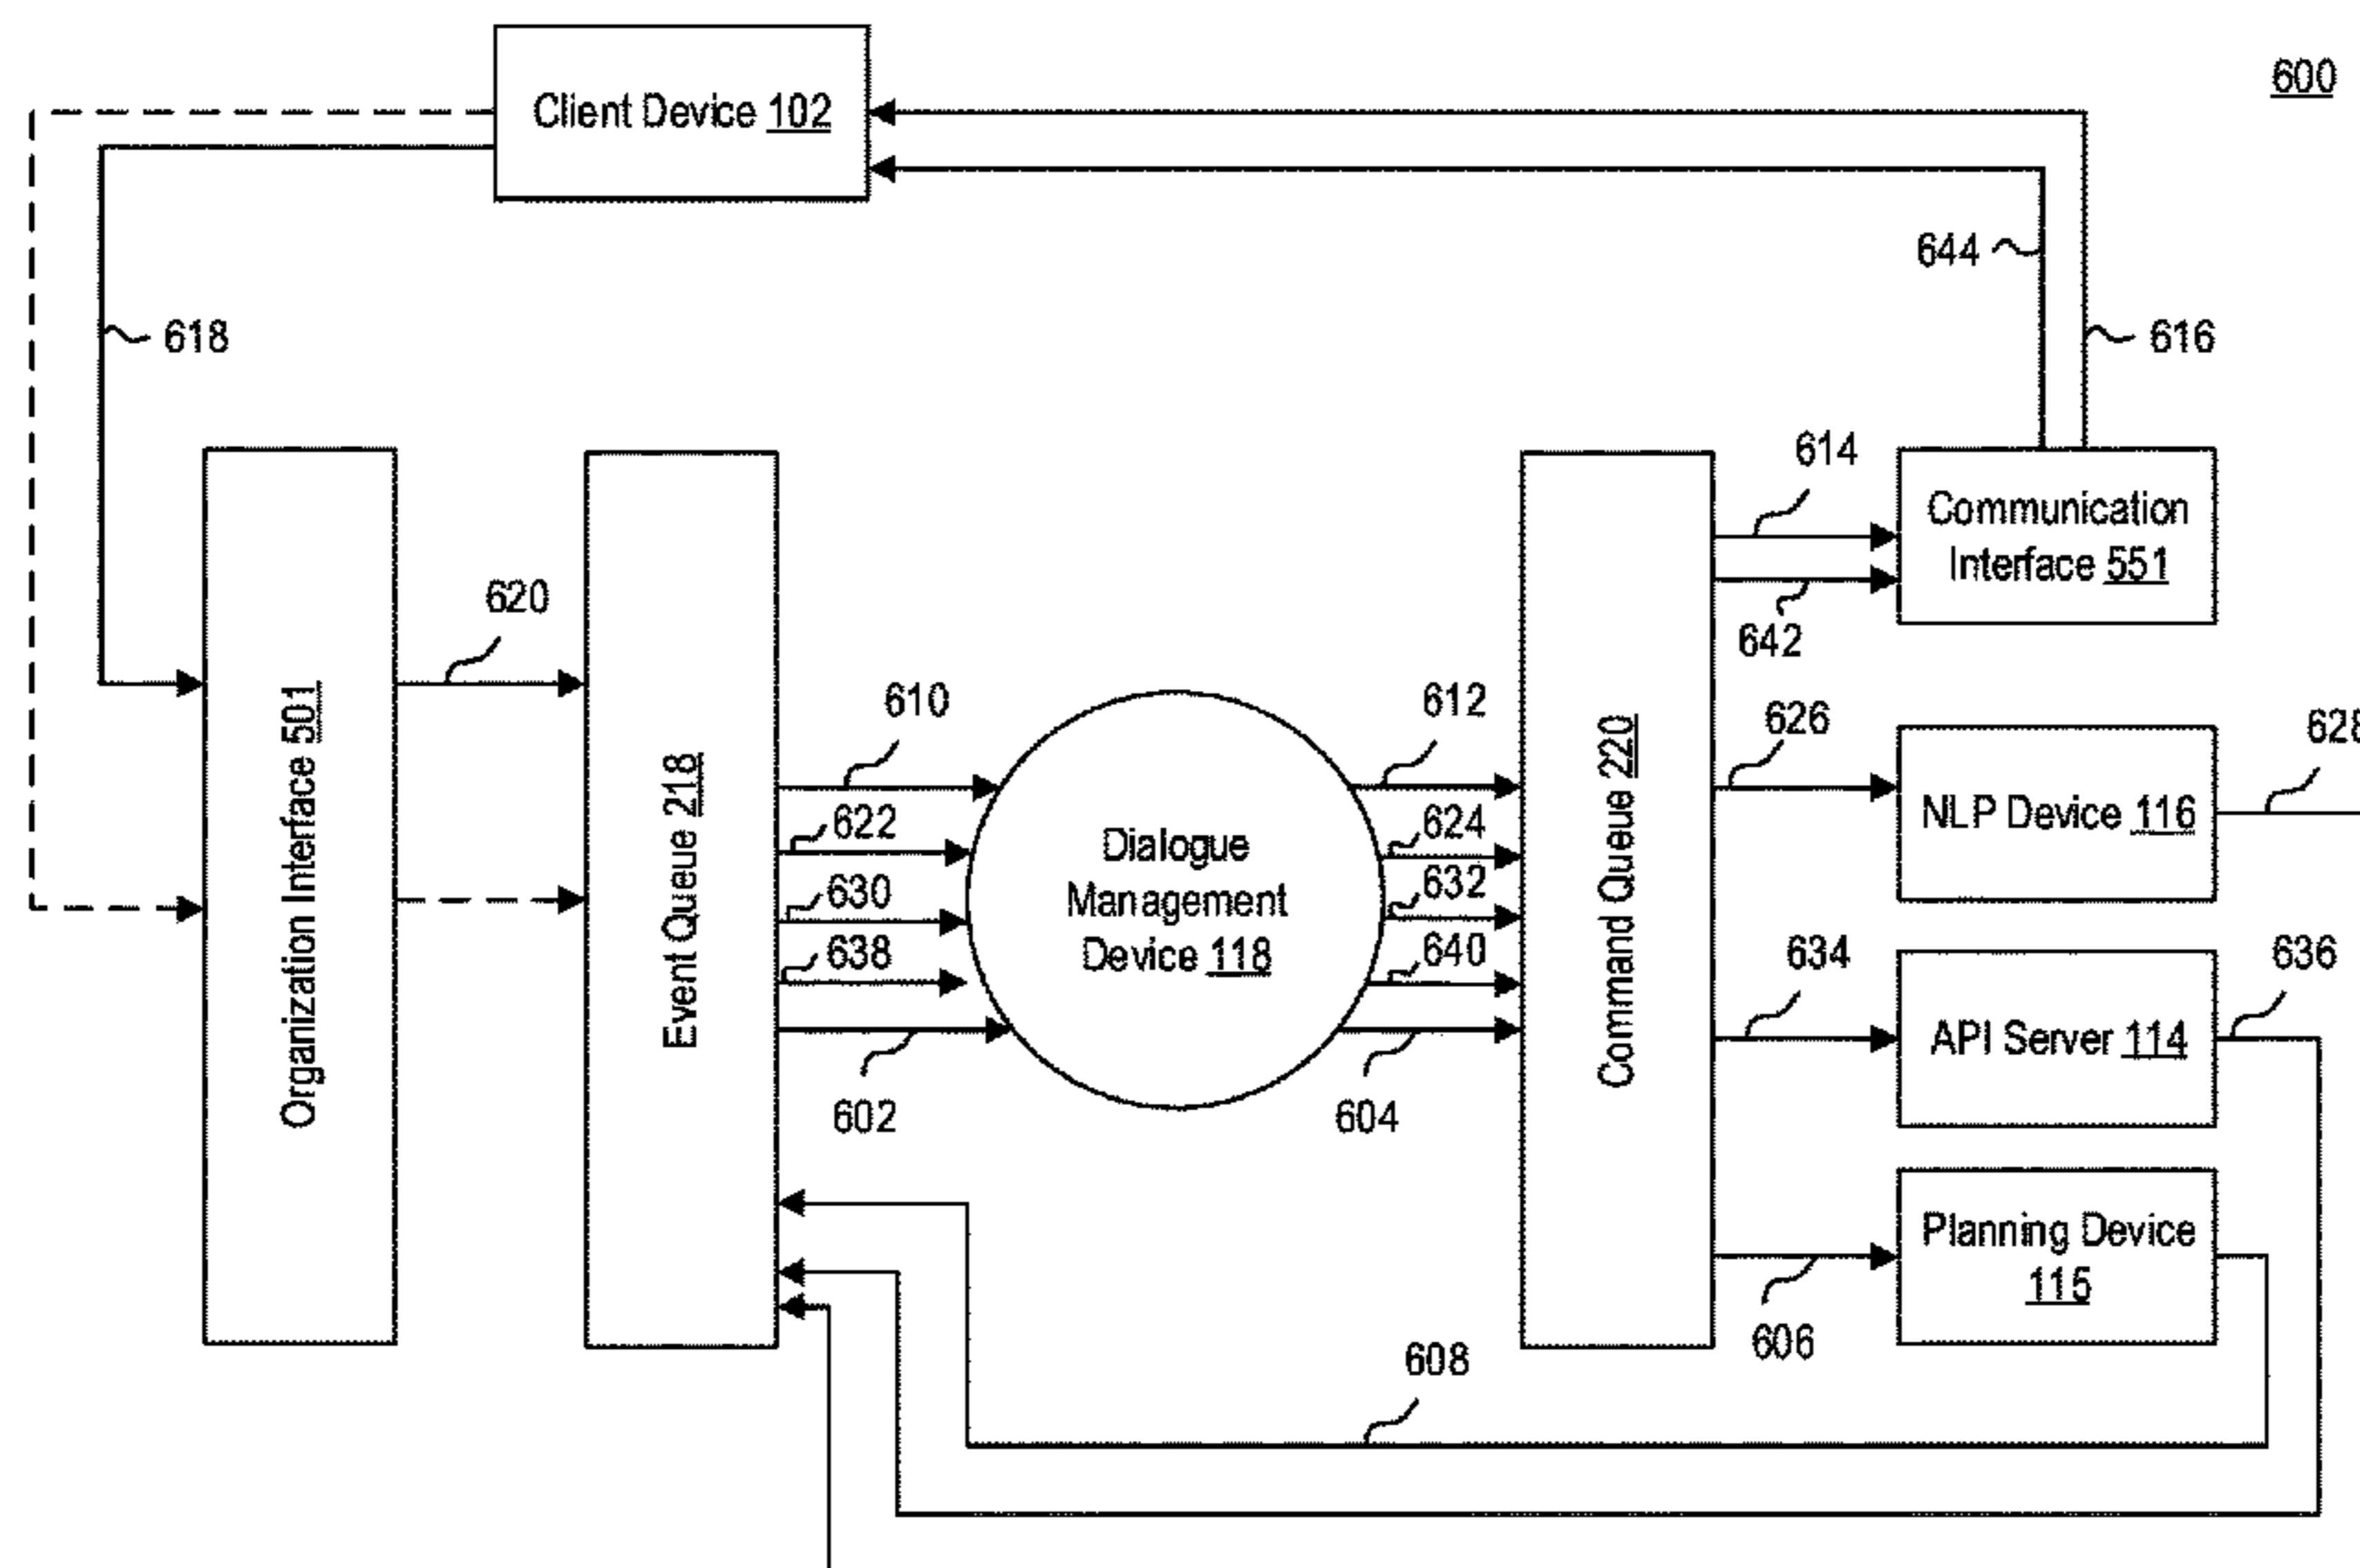 600
Client Device 102
644
618
616
614
Communication
Interface 551
620
642
610
612
626
628
622
624
NLP Device 116
Organization Interface 501
Event Queue 218
Dialogue
Management
Device 118
Command Queue 220
630
632
638
640
634
636
API Server 114
602
604
Planning Device
115
606
608